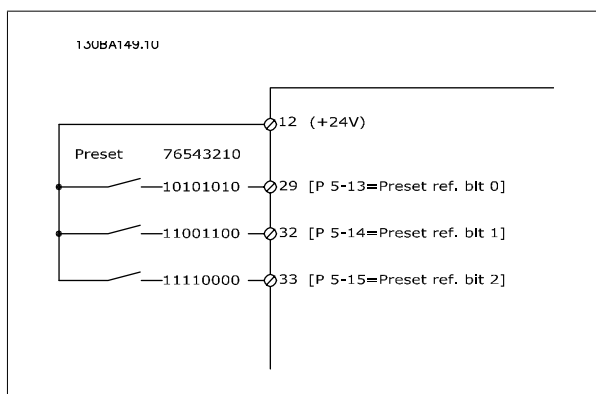 130BA149.10
12 (+24V)
Preset 76543210
10101010 29 [P 5-13=Preset ref. bit 0]
11001100 32 [P 5-14=Preset ref. bit 1]
11110000 33 [P 5-15=Preset ref. bit 2]